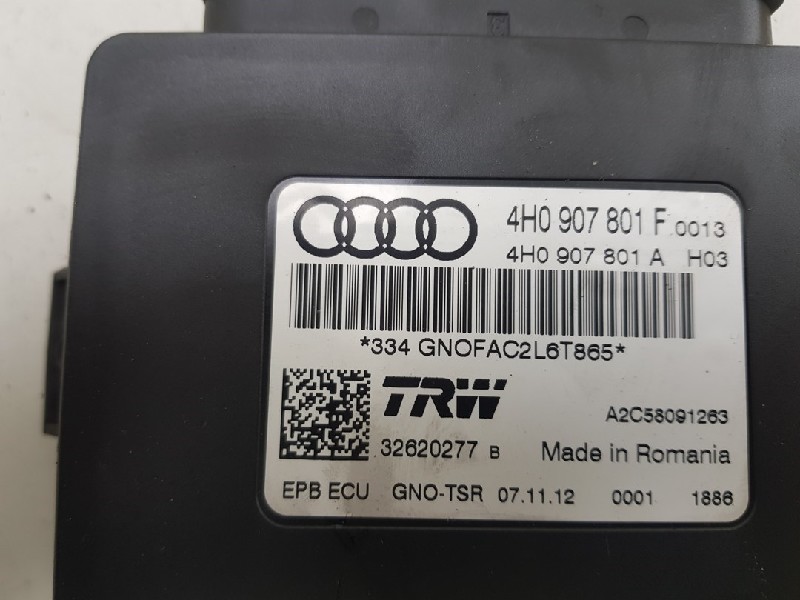 4H0 907 801 F 0013
4H0 907 801 A H03
*334 GNOFAC2L6T865*
TRW
A2C58091263
32620277 B Made in Romania
EPB ECU GNO-TSR 07.11.12 0001 1886